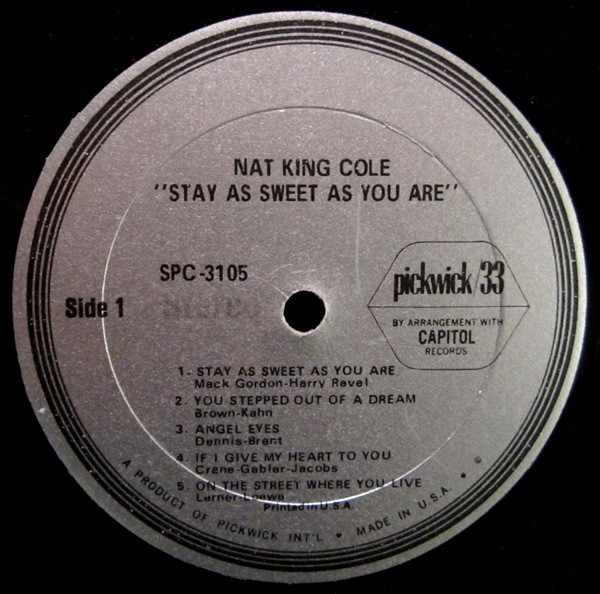 NAT KING COLE
"STAY AS SWEET AS YOU ARE"
SPC-3105
Side 1
Stereo
pickwick/33
BY ARRANGEMENT WITH
CAPITOL
RECORDS
1. STAY AS SWEET AS YOU ARE
Mack Gordon-Harry Revel
2. YOU STEPPED OUT OF A DREAM
Brown-Kahn
3. ANGEL EYES
Dennis-Brent
4. IF I GIVE MY HEART TO YOU
Crane-Gabler-Jacobs
5. ON THE STREET WHERE YOU LIVE
Lerner-Loewe
Printed in U.S.A.
A PRODUCT OF PICKWICK INT'L • MADE IN U.S.A. • ©